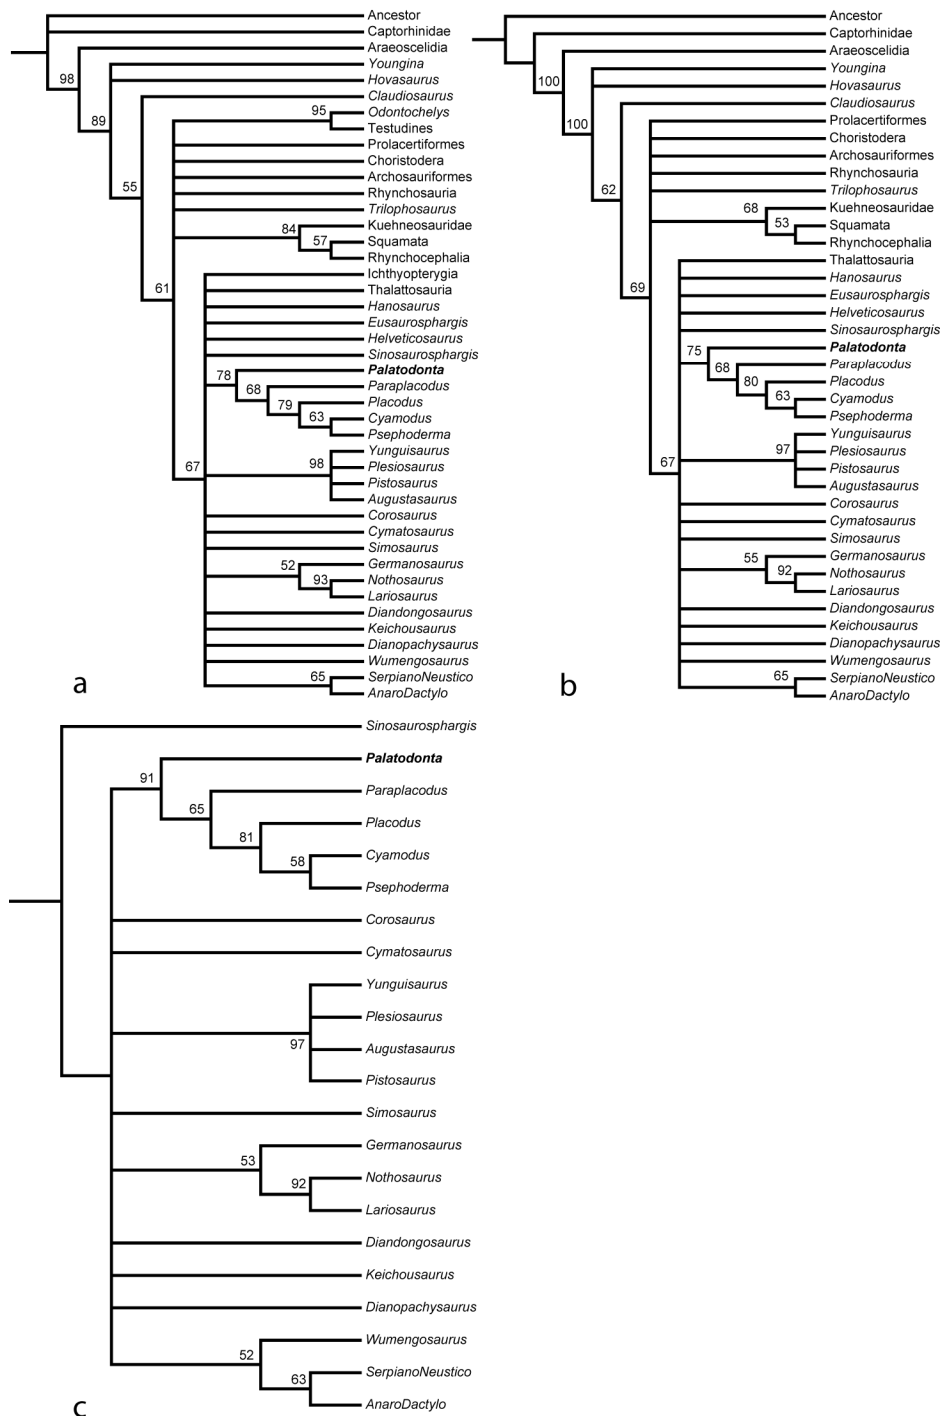 Ancestor
Captorhinidae
Araeoscelidia
98
Youngina
Hovasaurus
89
Claudiosaurus
Odontochelys
95
Testudines
Prolacertiformes
Choristodera
Archosauriformes
55
Rhynchosauria
Trilophosaurus
Kuehneosauridae
84
Squamata
57
Rhynchocephalia
Ichthyopterygia
61
Thalattosauria
Hanosaurus
Eusaurosphargis
Helveticosaurus
Sinosaurosphargis
Palatodonta
78
Paraplacodus
68
Placodus
79
Cyamodus
63
Psephoderma
Yunguisaurus
67
98
Plesiosaurus
Pistosaurus
Augustasaurus
Corosaurus
Cymatosaurus
Simosaurus
Germanosaurus
52
Nothosaurus
93
Lariosaurus
Diandongosaurus
Keichousaurus
Dianopachysaurus
Wumengosaurus
SerpianoNeustico
65
AnaroDactylo
a
Ancestor
Captorhinidae
Araeoscelidia
100
Youngina
Hovasaurus
100
Claudiosaurus
Prolacertiformes
Choristodera
Archosauriformes
Rhynchosauria
62
Trilophosaurus
Kuehneosauridae
68
Squamata
53
Rhynchocephalia
Thalattosauria
Hanosaurus
69
Eusaurosphargis
Helveticosaurus
Sinosaurosphargis
Palatodonta
75
Paraplacodus
68
Placodus
80
Cyamodus
63
Psephoderma
Yunguisaurus
97
Plesiosaurus
67
Pistosaurus
Augustasaurus
Corosaurus
Cymatosaurus
Simosaurus
Germanosaurus
55
Nothosaurus
92
Lariosaurus
Diandongosaurus
Keichousaurus
Dianopachysaurus
Wumengosaurus
SerpianoNeustico
65
AnaroDactylo
b
Sinosaurosphargis
Palatodonta
91
Paraplacodus
65
Placodus
81
Cyamodus
58
Psephoderma
Corosaurus
Cymatosaurus
Yunguisaurus
Plesiosaurus
97
Augustasaurus
Pistosaurus
Simosaurus
Germanosaurus
53
Nothosaurus
92
Lariosaurus
Diandongosaurus
Keichousaurus
Dianopachysaurus
Wumengosaurus
52
SerpianoNeustico
63
AnaroDactylo
c